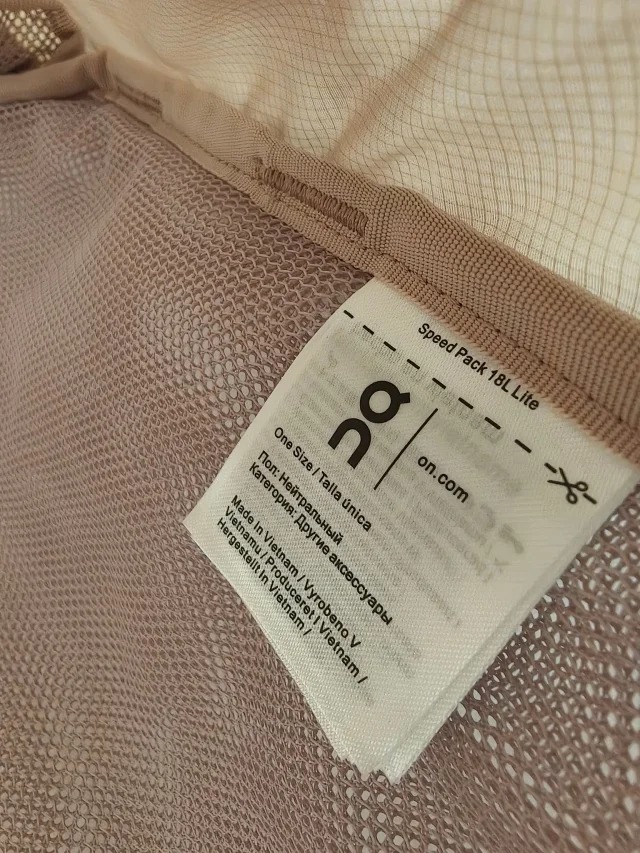 Speed Pack 18L Lite
on
on.com
One Size / Talla única
Пол: Нейтральный
Категория: Другие аксессуары
Made in Vietnam / Vyrobeno V
Vietnamu / Produceret I Vietnam /
Hergestellt In Vietnam /